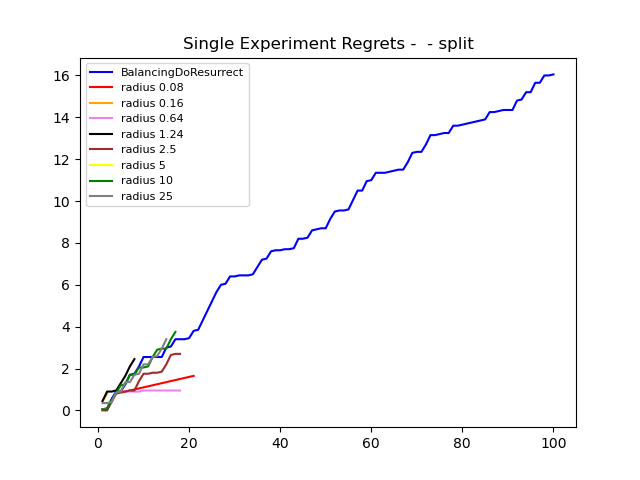 Single Experiment Regrets -  - split
BalancingDoResurrect
radius 0.08
radius 0.16
radius 0.64
radius 1.24
radius 2.5
radius 5
radius 10
radius 25
16
14
12
10
8
6
4
2
0
0 20 40 60 80 100